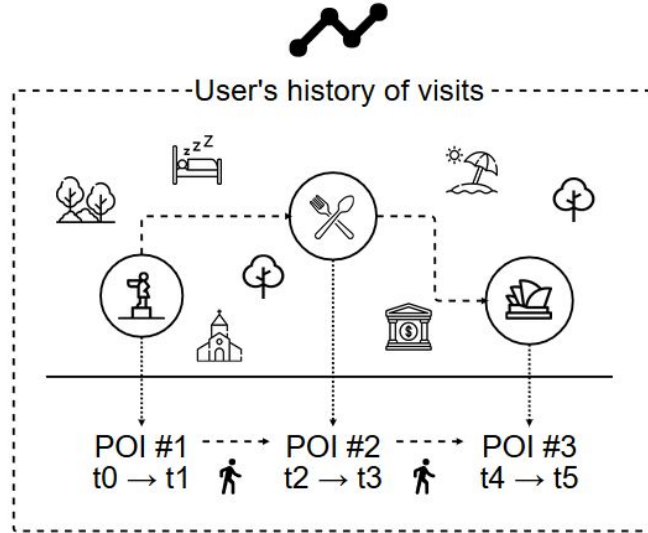 User's history of visits
z z Z
$
POI #1 POI #2 POI #3
t0 → t1 t2 → t3 t4 → t5